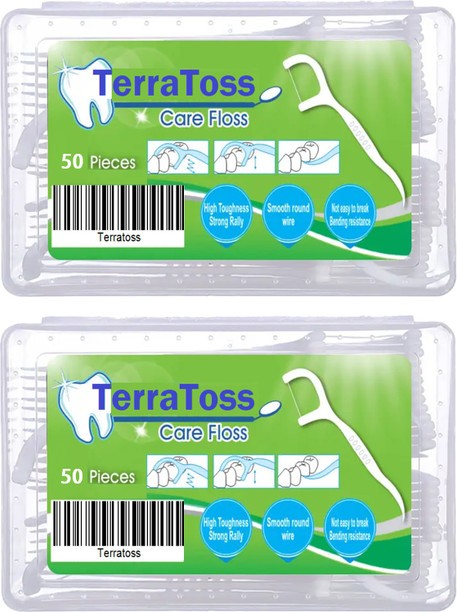 TerraToss
Care Floss
50 Pieces
Terratoss
High Toughness
Strong Rally
Smooth round
wire
Not easy to break
Bending resistance
TerraToss
Care Floss
50 Pieces
Terratoss
High Toughness
Strong Rally
Smooth round
wire
Not easy to break
Bending resistance